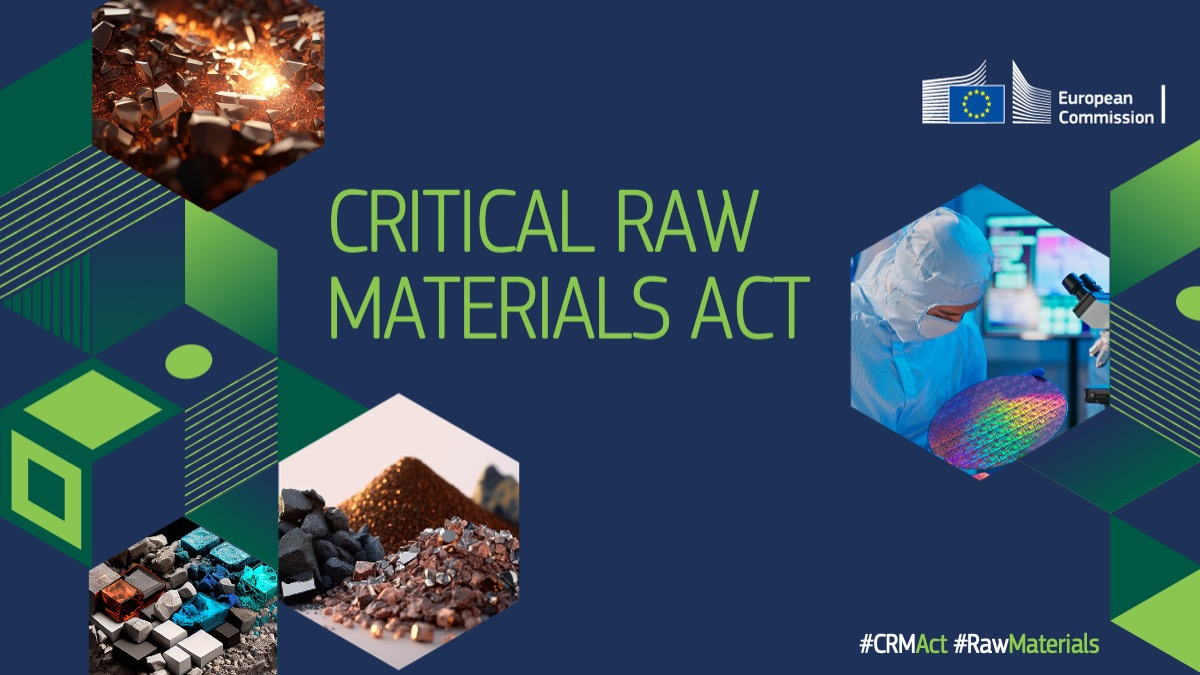 European
Commission
CRITICAL RAW
MATERIALS ACT
#CRMAct #RawMaterials